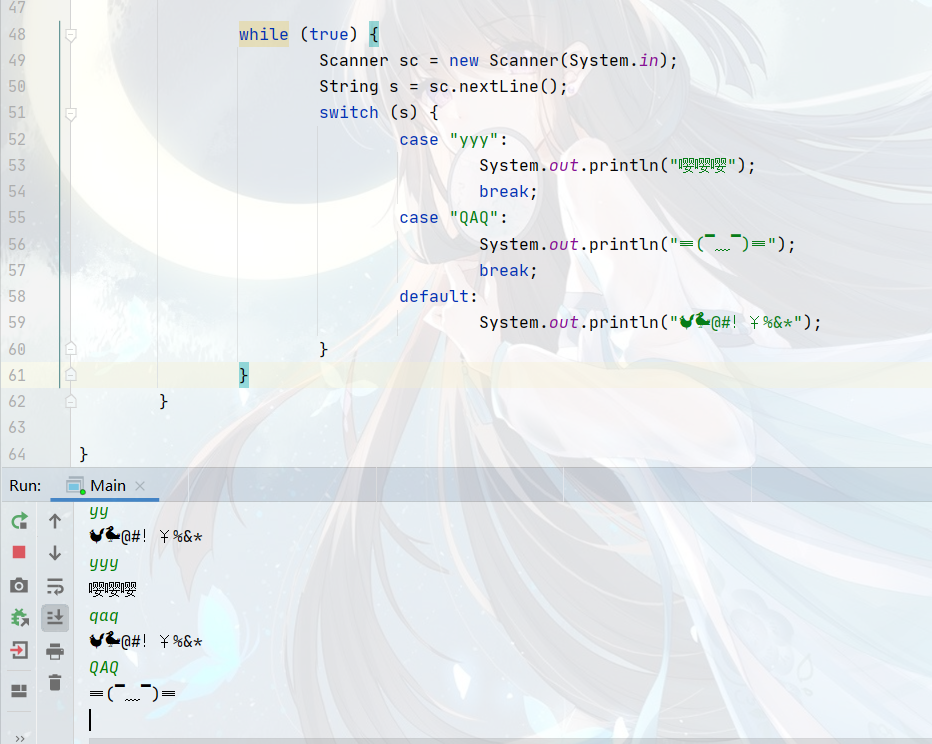 47
48 while (true) {
49 Scanner sc = new Scanner(System.in);
50 String s = sc.nextLine();
51 switch (s) {
52 case "yyy":
53 System.out.println("嘤嘤嘤");
54 break;
55 case "QAQ":
56 System.out.println("≡(▔﹏▔)≡");
57 break;
58 default:
59 System.out.println("🐓🦆@#!￥%&*");
60 }
61 }
62 }
63
64 }
Run: Main ×
yy
🐓🦆@#!￥%&*
yyy
嘤嘤嘤
qaq
🐓🦆@#!￥%&*
QAQ
≡(▔﹏▔)≡